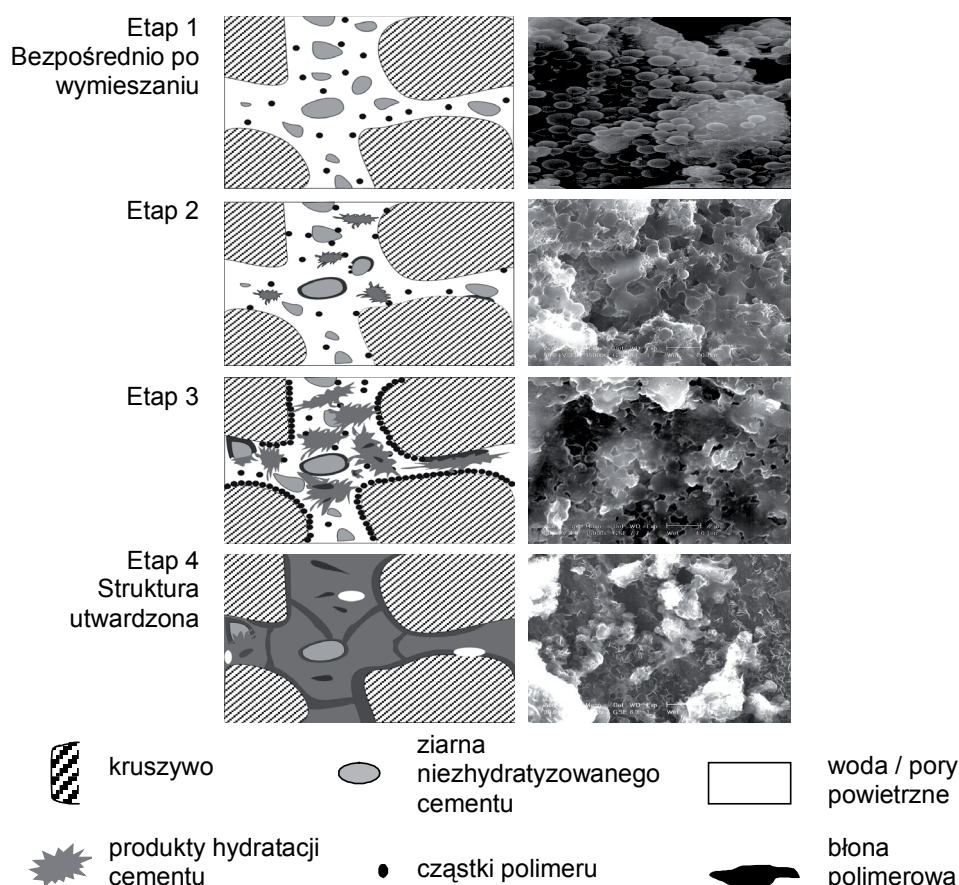 Etap 1
Bezpośrednio po
wymieszaniu
Etap 2
Etap 3
Etap 4
Struktura
utwardzona
kruszywo
ziarna
niezhydratyzowanego
cementu
woda / pory
powietrzne
produkty hydratacji
cementu
cząstki polimeru
błona
polimerowa